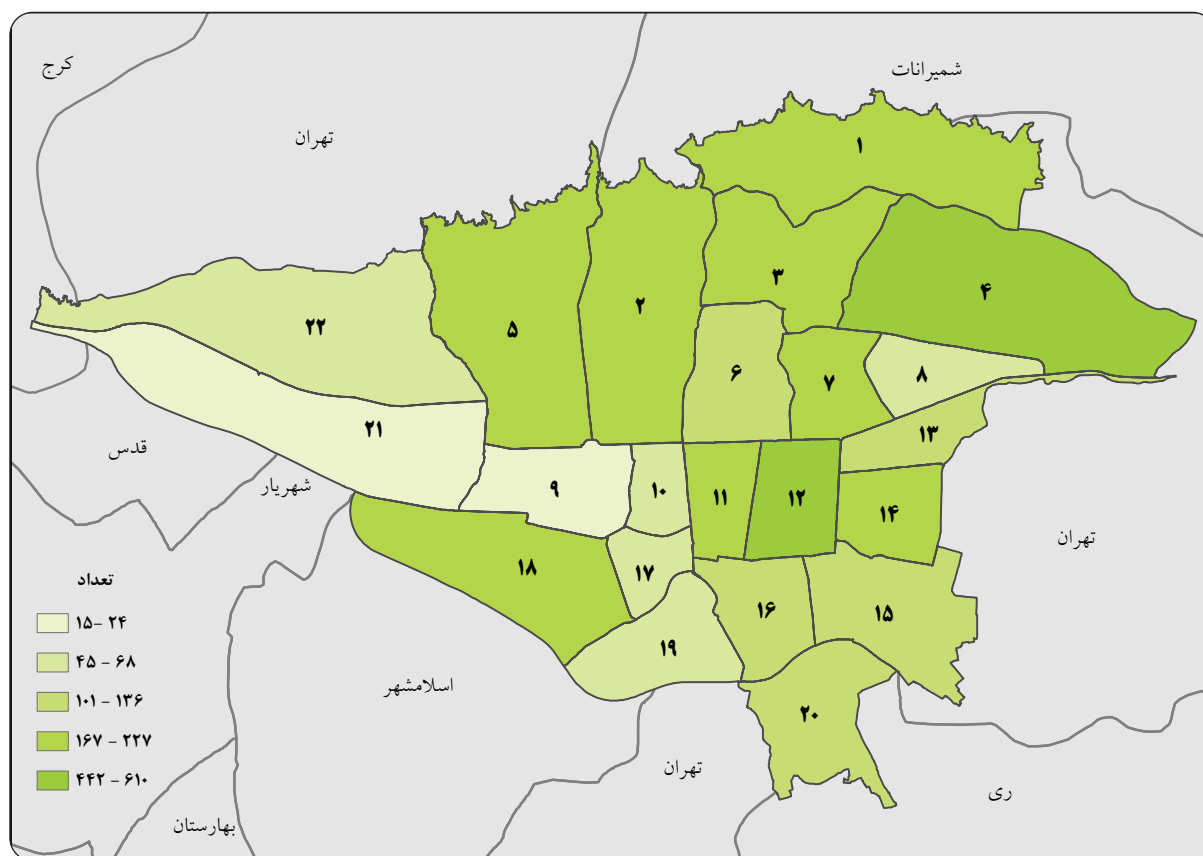 کرج
شمیرانات
تهران
۱
۳
۴
۲
۵
۲۲
۶
۷
۸
۲۱
۱۳
قدس
شهریار
۹
۱۰
۱۱
۱۲
۱۴
تهران
۱۸
۱۷
۱۶
۱۵
۱۹
۲۰
اسلامشهر
تهران
ری
بهارستان
تعداد
۱۵– ۲۴
۴۵ – ۶۸
۱۰۱ – ۱۳۶
۱۶۷ – ۲۲۷
۴۴۲ – ۶۱۰